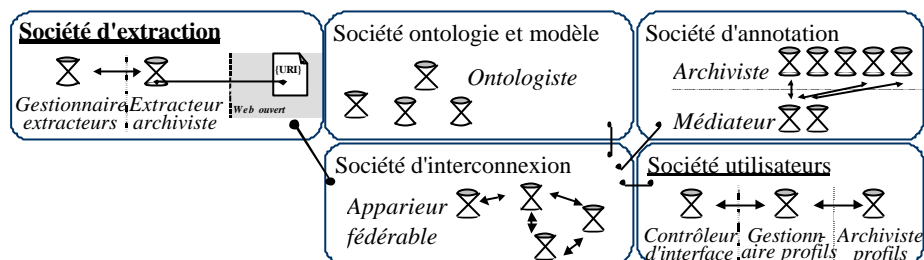 Société d'extraction
{URI}
Gestionnaire Extracteur
extracteurs archiviste
Web ouvert
Société ontologie et modèle
Ontologiste
Société d'annotation
Archiviste
Médiateur
Société d'interconnexion
Apparieur
fédérable
Société utilisateurs
Contrôleur Gestionn- Archiviste
d'interface aire profils profils